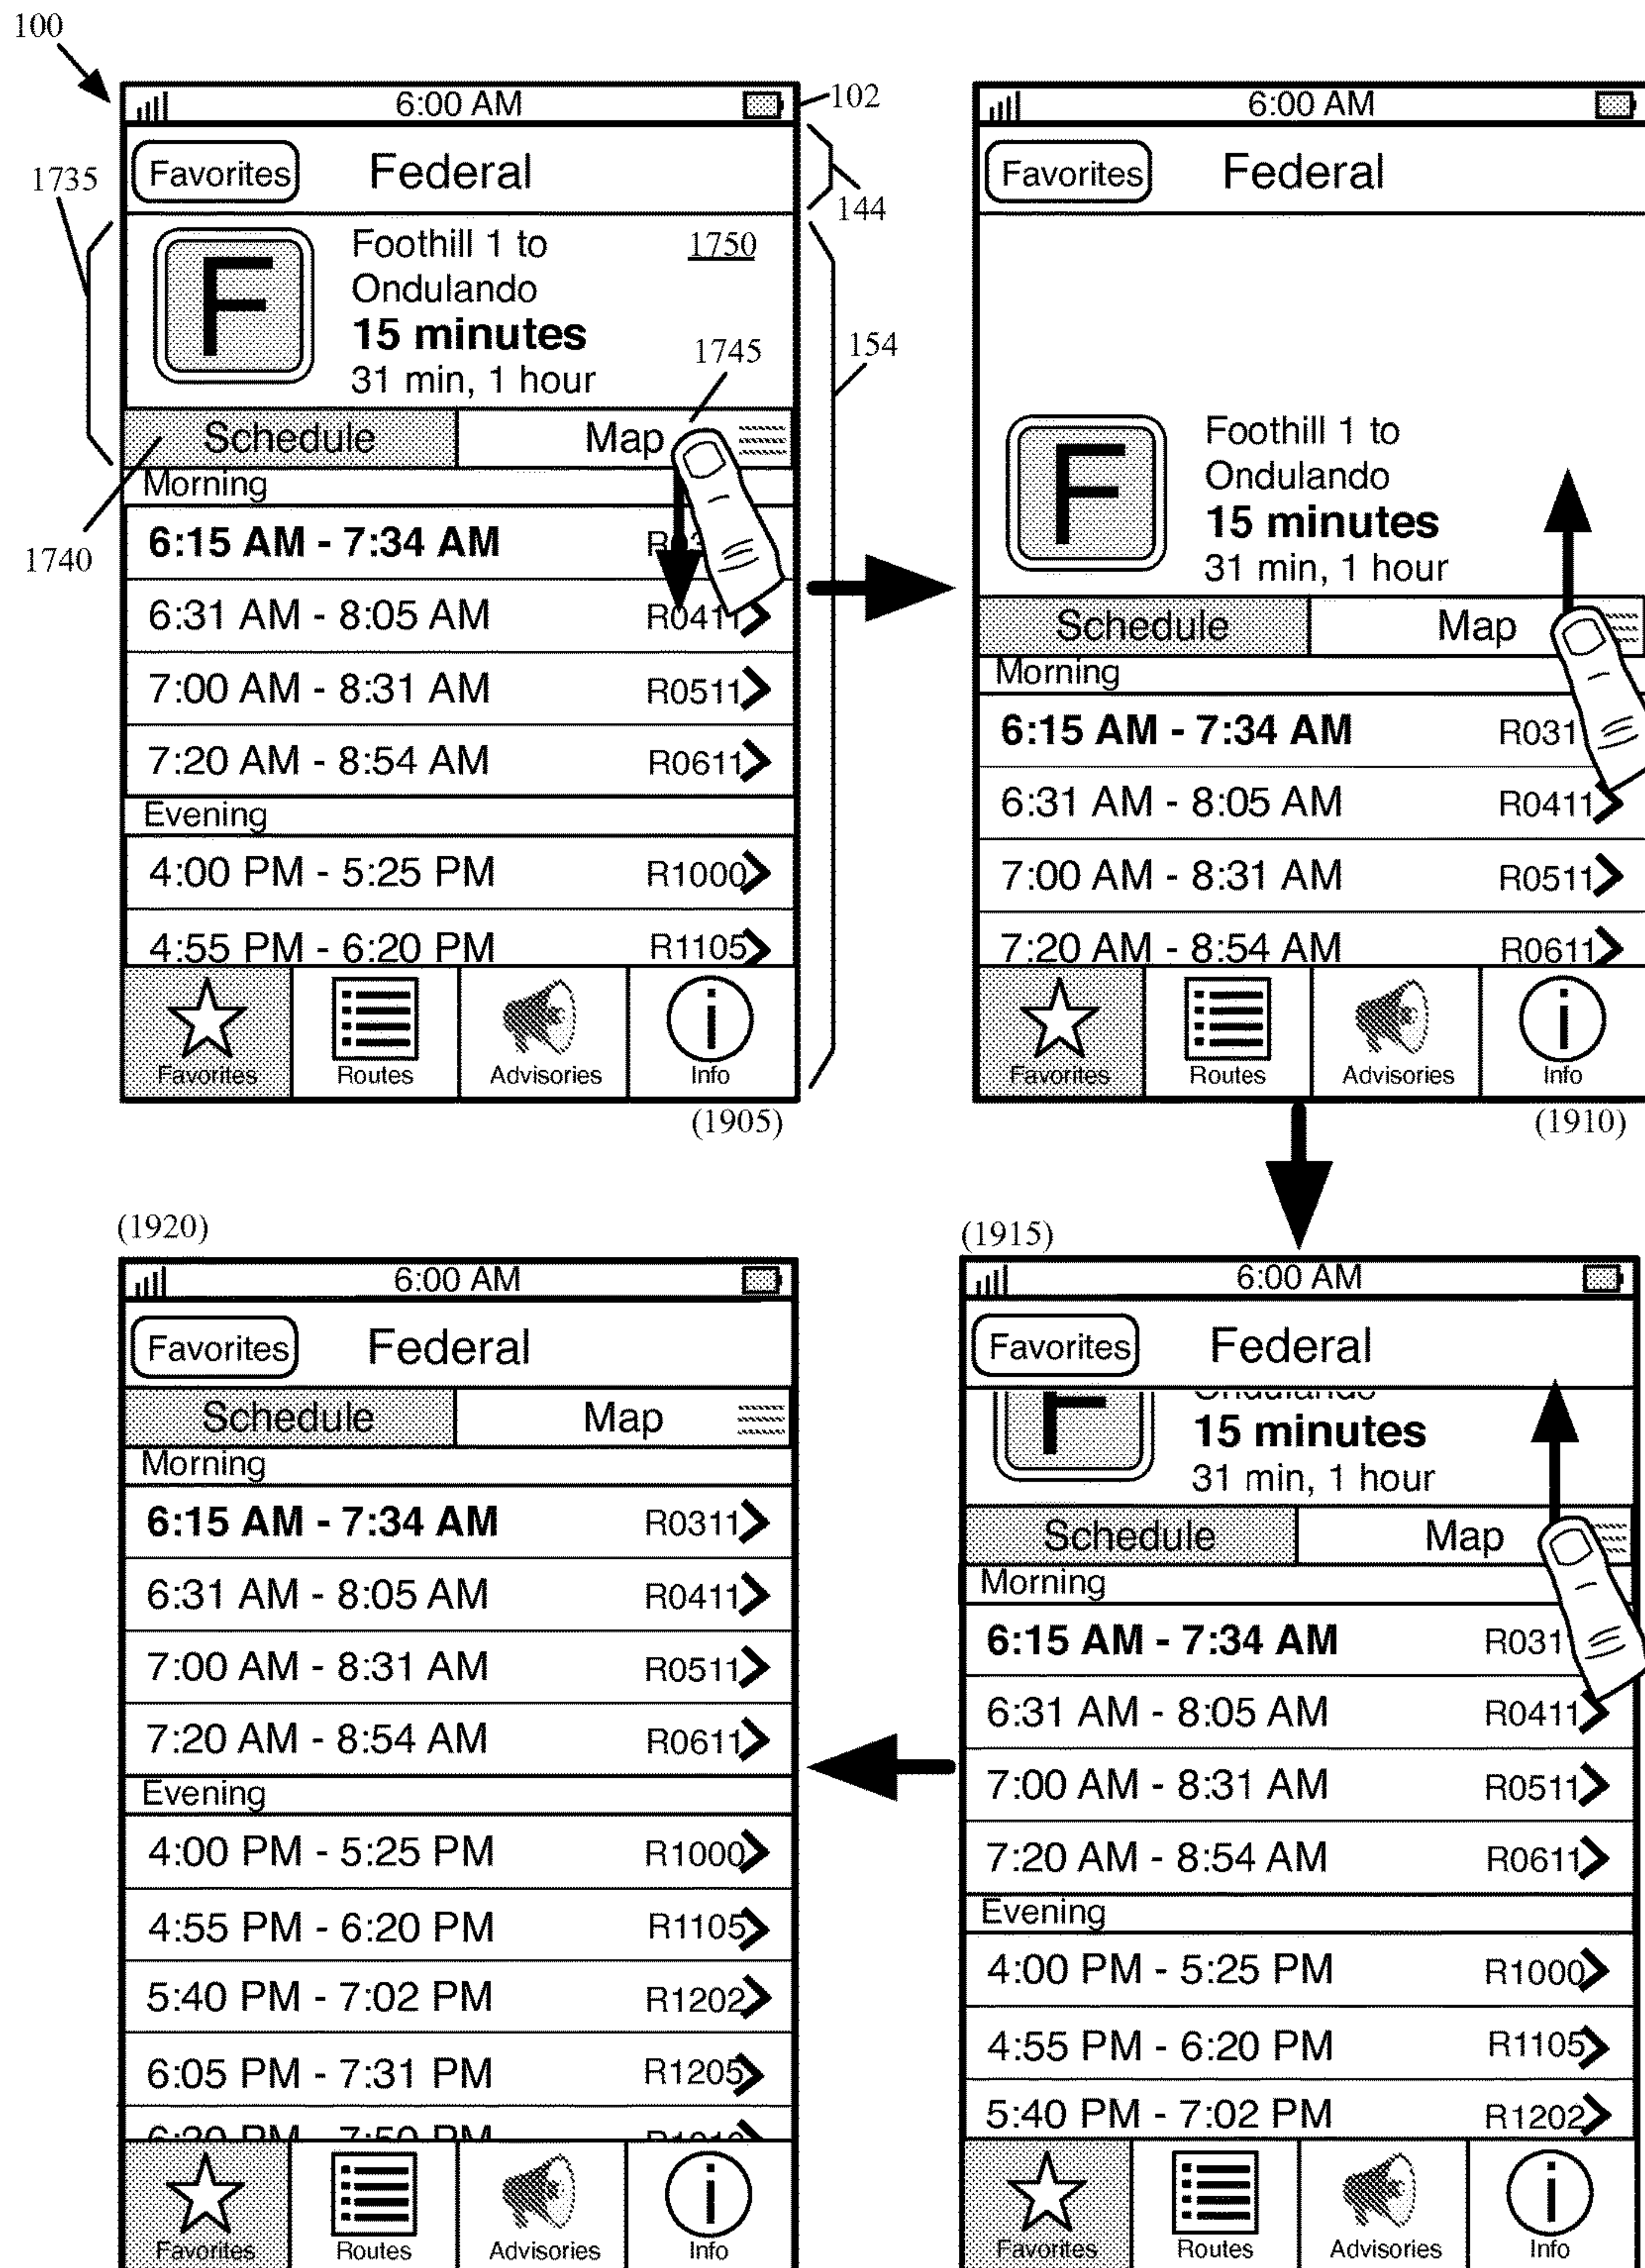 100
6:00 AM
102
Favorites
Federal
144
1735
Foothill 1 to
1750
Ondulando
15 minutes
31 min, 1 hour
1745
154
Schedule
Map
Morning
1740
6:15 AM - 7:34 AM
6:31 AM - 8:05 AM
R0411
7:00 AM - 8:31 AM
R0511
7:20 AM - 8:54 AM
R0611
Evening
4:00 PM - 5:25 PM
R1000
4:55 PM - 6:20 PM
R1105
Favorites
Routes
Advisories
Info
(1905)
6:00 AM
Favorites
Federal
Foothill 1 to
Ondulando
15 minutes
31 min, 1 hour
Schedule
Map
Morning
6:15 AM - 7:34 AM
R031
6:31 AM - 8:05 AM
R0411
7:00 AM - 8:31 AM
R0511
7:20 AM - 8:54 AM
R0611
Favorites
Routes
Advisories
Info
(1910)
(1920)
6:00 AM
Favorites
Federal
Schedule
Map
Morning
6:15 AM - 7:34 AM
R0311
6:31 AM - 8:05 AM
R0411
7:00 AM - 8:31 AM
R0511
7:20 AM - 8:54 AM
R0611
Evening
4:00 PM - 5:25 PM
R1000
4:55 PM - 6:20 PM
R1105
5:40 PM - 7:02 PM
R1202
6:05 PM - 7:31 PM
R1205
Favorites
Routes
Advisories
Info
(1915)
6:00 AM
Favorites
Federal
15 minutes
31 min, 1 hour
Schedule
Map
Morning
6:15 AM - 7:34 AM
R031
6:31 AM - 8:05 AM
R0411
7:00 AM - 8:31 AM
R0511
7:20 AM - 8:54 AM
R0611
Evening
4:00 PM - 5:25 PM
R1000
4:55 PM - 6:20 PM
R1105
5:40 PM - 7:02 PM
R1202
Favorites
Routes
Advisories
Info